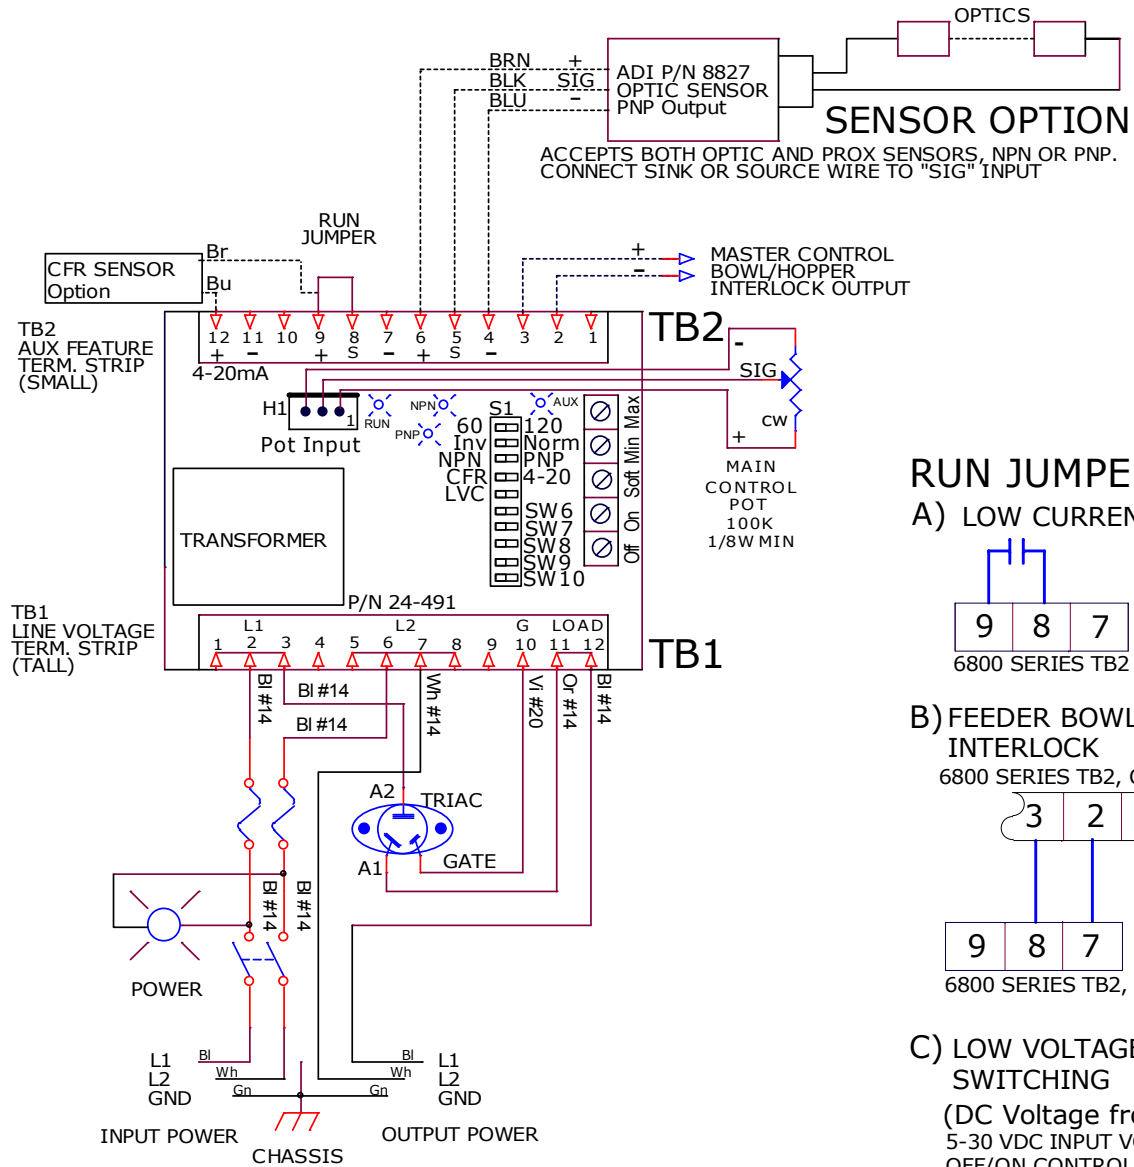 OPTICS
BRN +
BLK SIG
BLU -
ADI P/N 8827
OPTIC SENSOR
PNP Output
SENSOR OPTION
ACCEPTS BOTH OPTIC AND PROX SENSORS, NPN OR PNP.
CONNECT SINK OR SOURCE WIRE TO "SIG" INPUT
RUN
JUMPER
CFR SENSOR
Option
Br
Bu
+
-
MASTER CONTROL
BOWL/HOPPER
INTERLOCK OUTPUT
TB2
AUX FEATURE
TERM. STRIP
(SMALL)
12 11 10 9 8 7 6 5 4 3 2 1
+ - + S - + S -
4-20mA
TB2
-
SIG
cw
+
MAIN
CONTROL
POT
100K
1/8W MIN
H1
1
Pot Input
RUN
NPN
PNP
AUX
S1
60 120
Inv Norm
NPN PNP
CFR 4-20
LVC
SW6
SW7
SW8
SW9
SW10
Off On Soft Min Max
TRANSFORMER
P/N 24-491
TB1
LINE VOLTAGE
TERM. STRIP
(TALL)
L1 L2 G LOAD
1 2 3 4 5 6 7 8 9 10 11 12
TB1
Bl #14
Bl #14
Bl #14
Wh #14
Vi #20
Or #14
Bl #14
A2
TRIAC
A1
GATE
Bl #14
Bl #14
POWER
L1 Bl
L2 Wh
GND Gn
INPUT POWER
Bl L1
Wh L2
Gn GND
OUTPUT POWER
CHASSIS
RUN JUMPE
A) LOW CURREN
9 8 7
6800 SERIES TB2
B) FEEDER BOWL
INTERLOCK
6800 SERIES TB2,
3 2
9 8 7
6800 SERIES TB2,
C) LOW VOLTAGE
SWITCHING
(DC Voltage fro
5-30 VDC INPUT VO
OFF/ON CONTROL